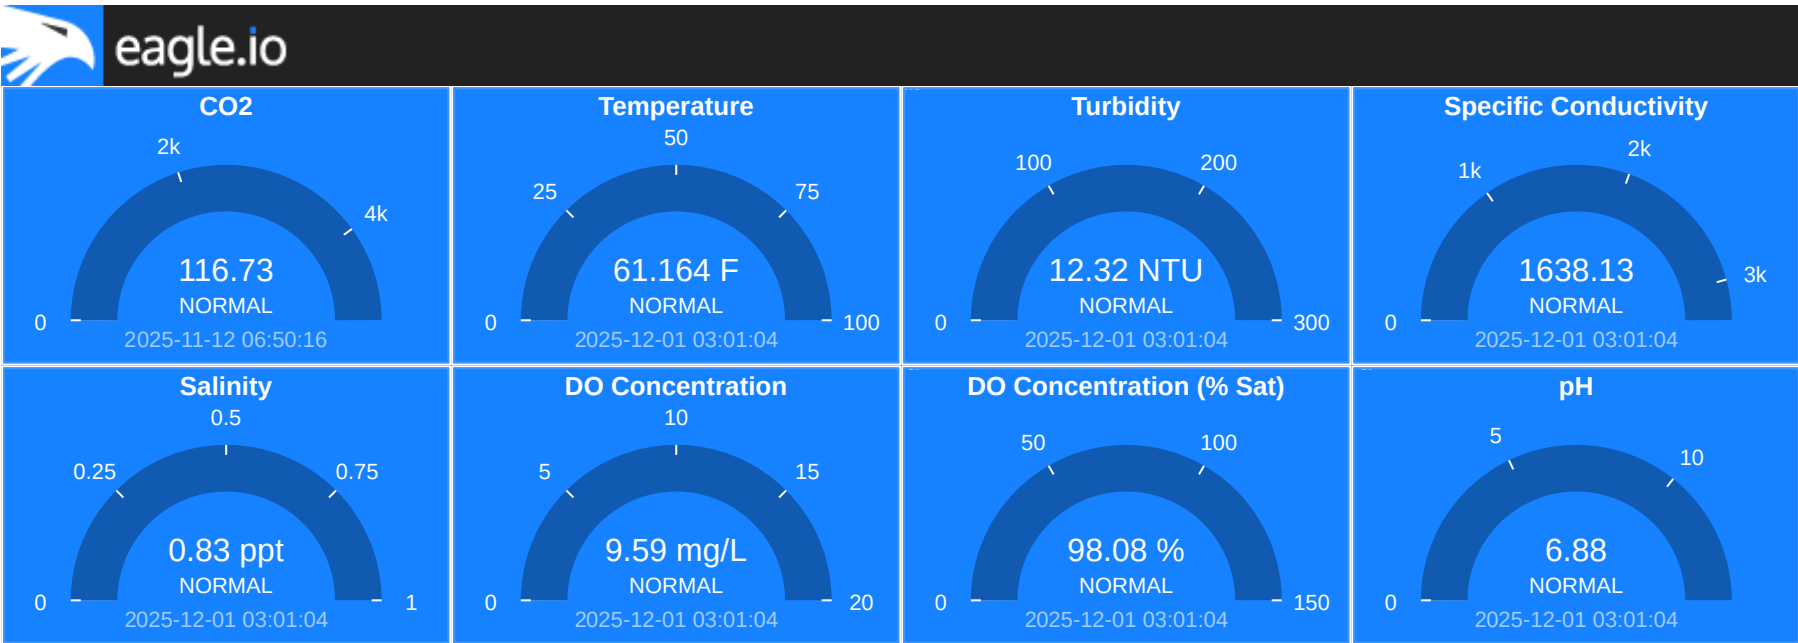 eagle.io
CO2
2k
4k
116.73
NORMAL
0
2025-11-12 06:50:16
Temperature
50
25
75
61.164 F
NORMAL
0
100
2025-12-01 03:01:04
Turbidity
100
200
12.32 NTU
NORMAL
0
300
2025-12-01 03:01:04
Specific Conductivity
2k
1k
1638.13
3k
NORMAL
0
2025-12-01 03:01:04
Salinity
0.5
0.25
0.75
0.83 ppt
NORMAL
0
1
2025-12-01 03:01:04
DO Concentration
10
5
15
9.59 mg/L
NORMAL
0
20
2025-12-01 03:01:04
DO Concentration (% Sat)
50
100
98.08 %
NORMAL
0
150
2025-12-01 03:01:04
pH
5
10
6.88
NORMAL
0
2025-12-01 03:01:04